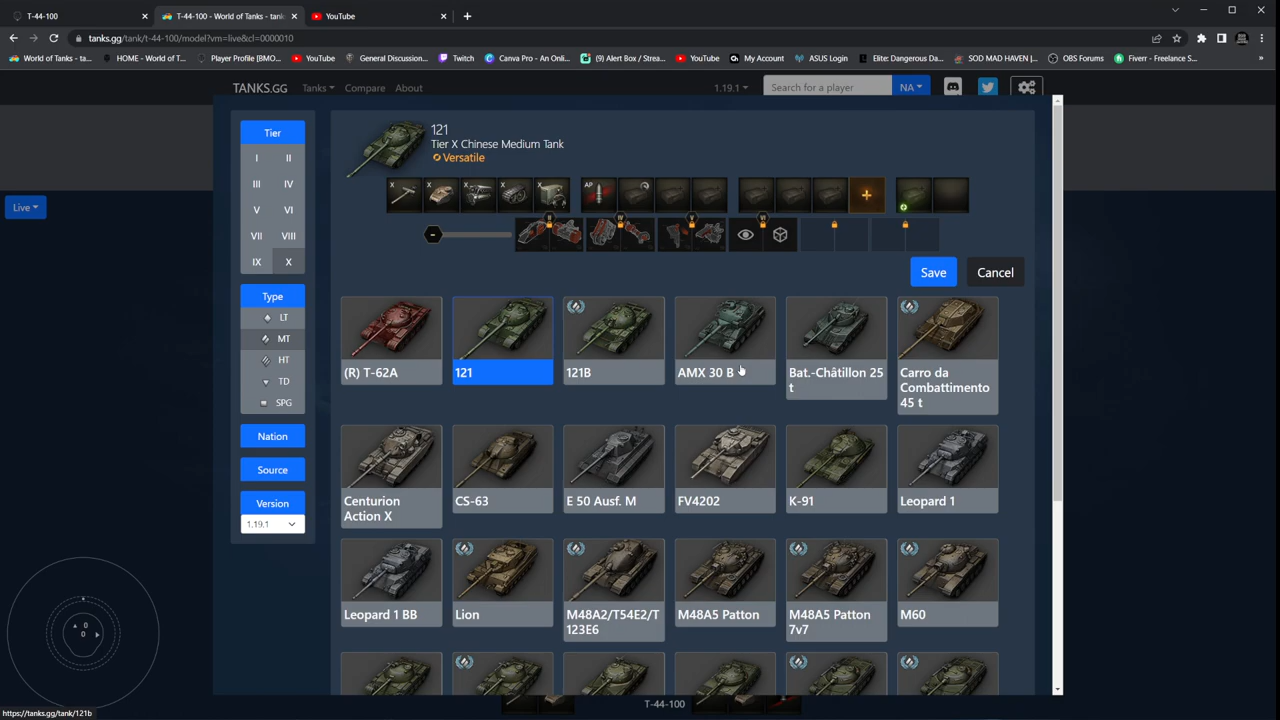 T-44-100
T-44-100 - World of Tanks - tank
YouTube
tanks.gg/tank/t-44-100/model?vm=live&cl=0000010
World of Tanks - ta...
HOME - World of T...
Player Profile (BMO...
YouTube
General Discussion...
Twitch
Canva Pro - An Onli...
(9) Alert Box / Strea...
YouTube
My Account
ASUS Login
Elite: Dangerous Da...
SOD MAD HAVEN |...
OBS Forums
Fiverr - Freelance S...
»
TANKS.GG
Tanks
Compare
About
1.19.1
Search for a player
NA
Live
Tier
I II
III IV
V VI
VII VIII
IX X
Type
LT
MT
HT
TD
SPG
Nation
Source
Version
1.19.1
121
Tier X Chinese Medium Tank
Versatile
X X X X X AP
II IV V VI
Save Cancel
(R) T-62A
121
121B
AMX 30 B
Bat.-Châtillon 25
t
Carro da
Combattimento
45 t
Centurion
Action X
CS-63
E 50 Ausf. M
FV4202
K-91
Leopard 1
Leopard 1 BB
Lion
M48A2/T54E2/T
123E6
M48A5 Patton
M48A5 Patton
7v7
M60
0
0
T-44-100
https://tanks.gg/tank/121b